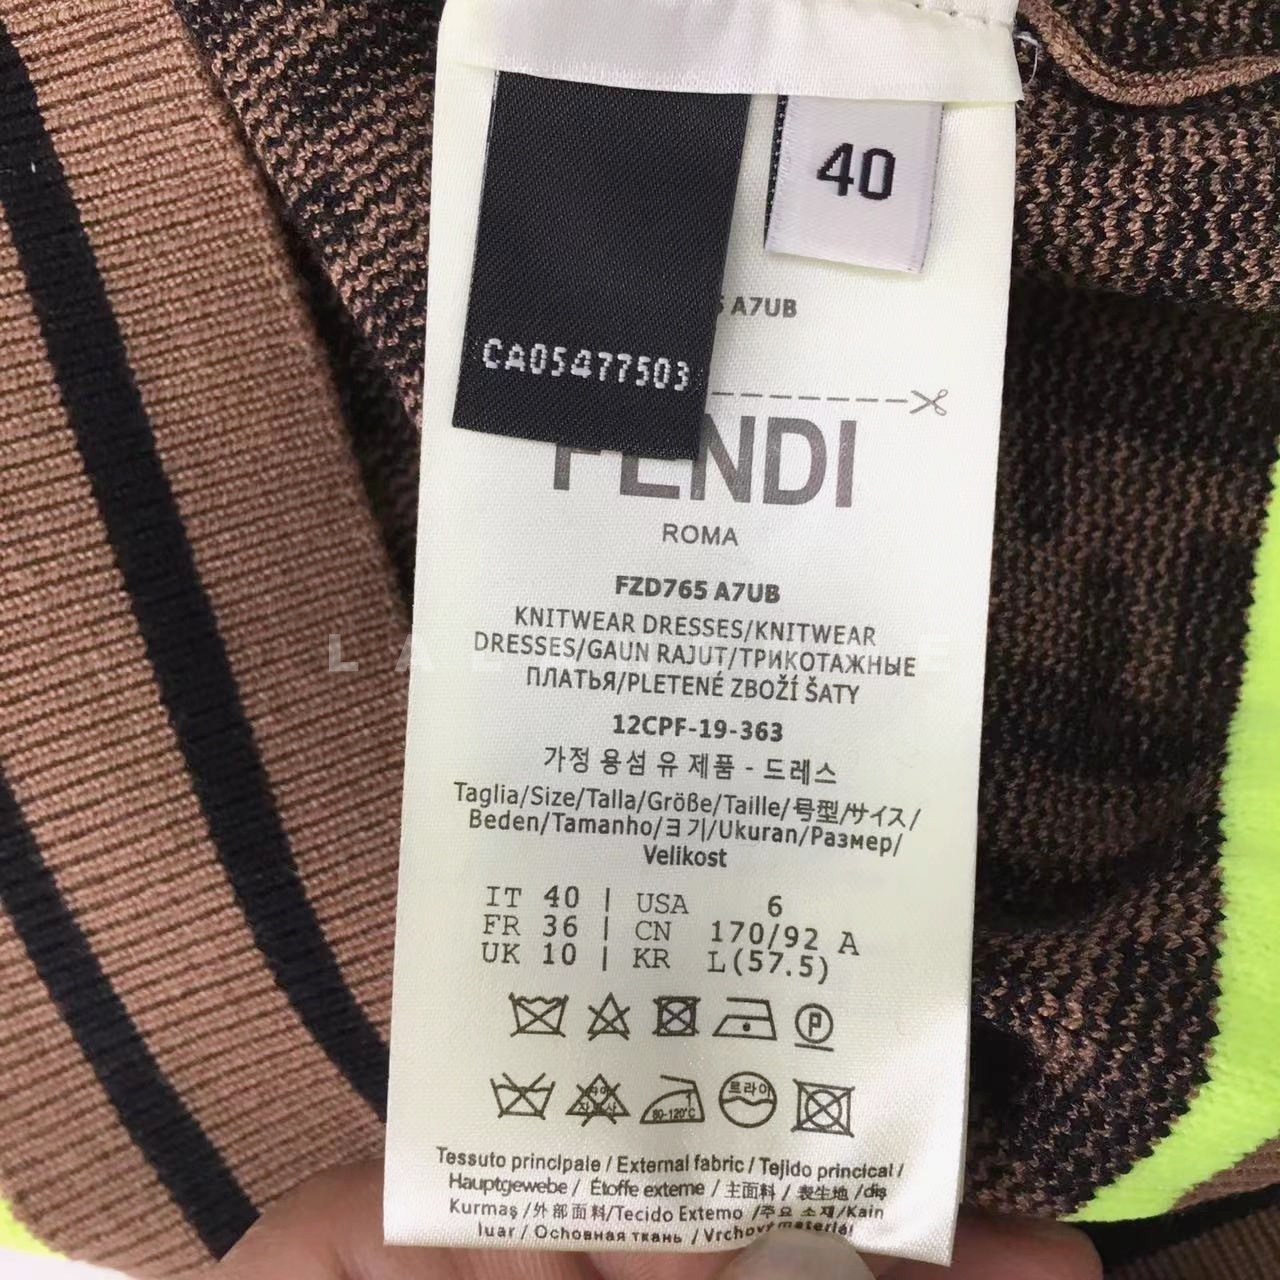 40
A7UB
CA05477503
FENDI
ROMA
FZD765 A7UB
KNITWEAR DRESSES/KNITWEAR
DRESSES/GAUN RAJUT/ТРИКОТАЖНЫЕ
ПЛАТЬЯ/PLETENÉ ZBOŽÍ ŠATY
12CPF-19-363
가정 용섬 유 제품 - 드레스
Taglia/Size/Talla/Größe/Taille/号型/サイス/
Beden/Tamanho/ヨ기/Ukuran/Размер/
Velikost
IT 40 | USA 6
FR 36 | CN 170/92 A
UK 10 | KR L(57.5)
P
80-120°C 트라이
Tessuto principale / External fabric / Tejido princical /
Hauptgewebe / Étoffe externe / 主面料 / 表生地 /dış
Kurmaş /外部面料/Tecido Extemo /주요 소재/Kain
luar / Основная ткань / Vrchový materiál